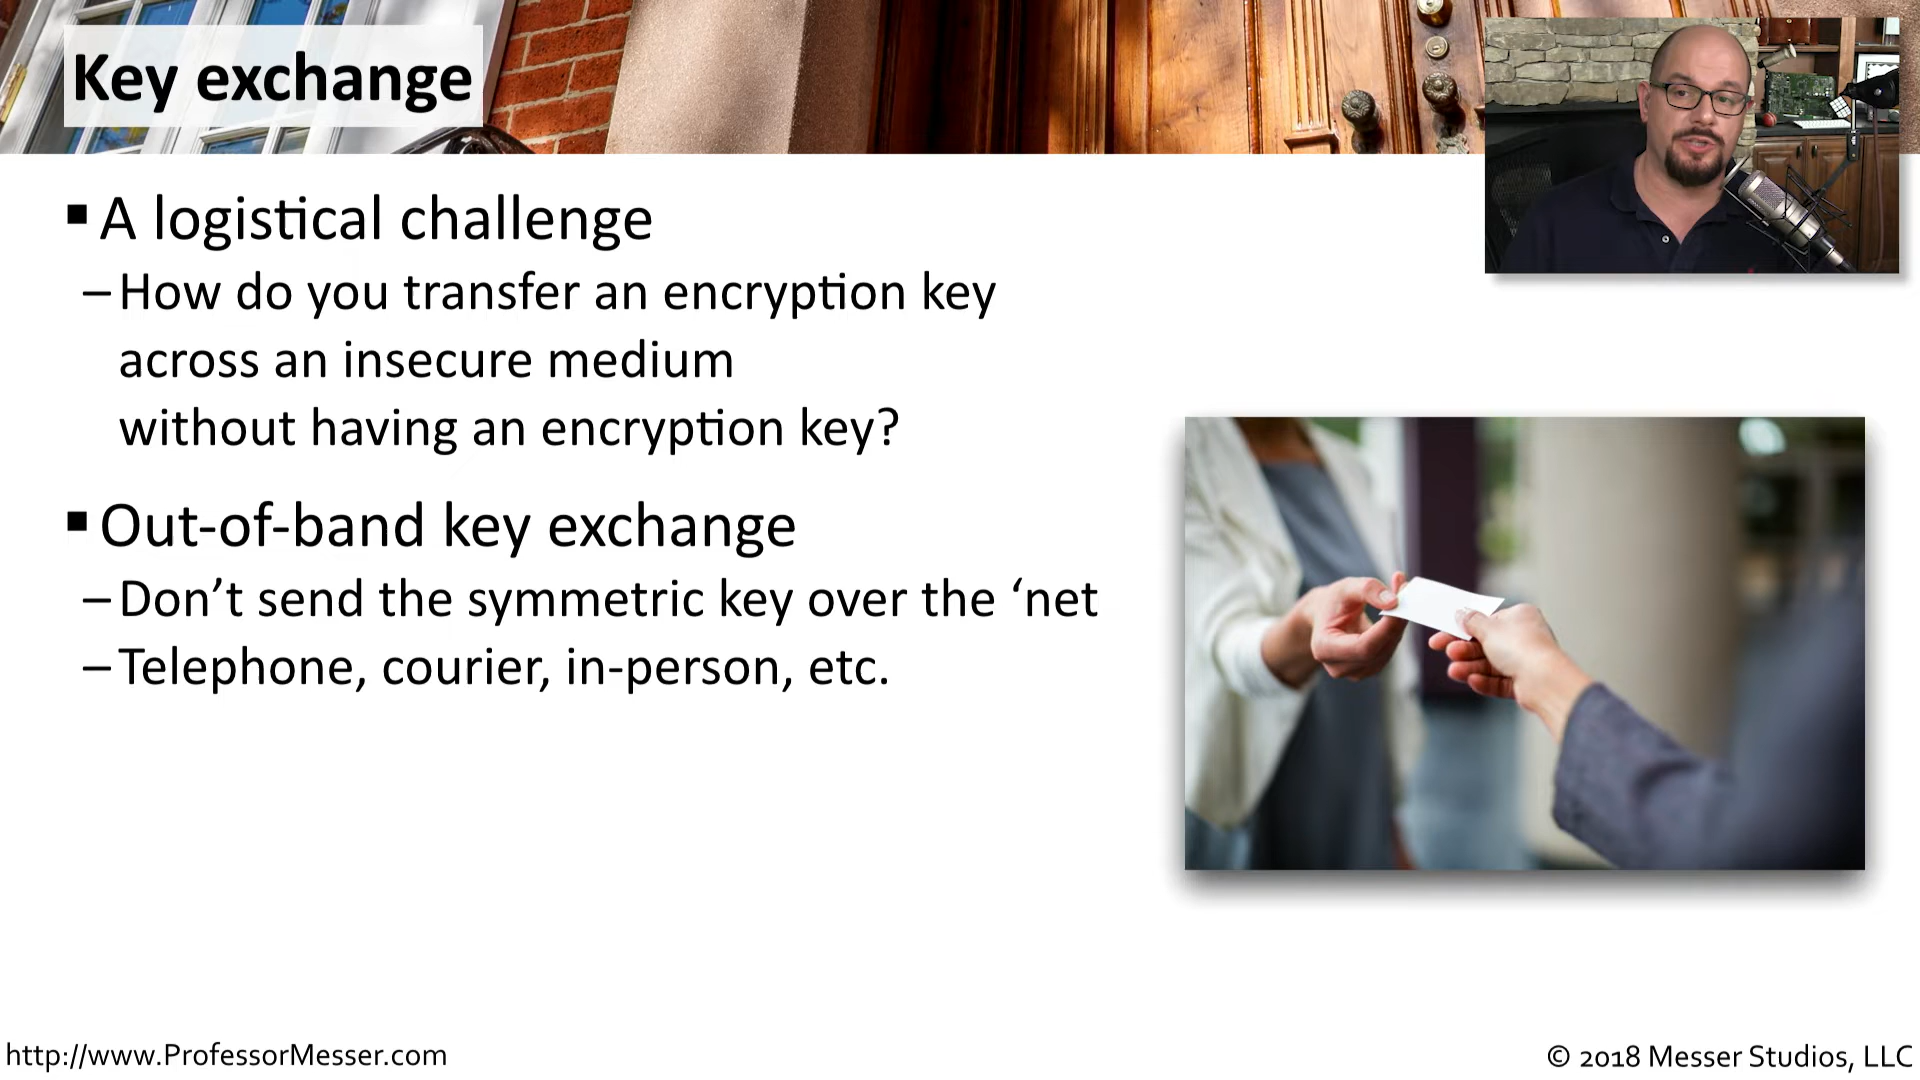 Key exchange
▪ A logistical challenge
– How do you transfer an encryption key
across an insecure medium
without having an encryption key?
▪ Out-of-band key exchange
– Don’t send the symmetric key over the ‘net
– Telephone, courier, in-person, etc.
http://www.ProfessorMesser.com
© 2018 Messer Studios, LLC